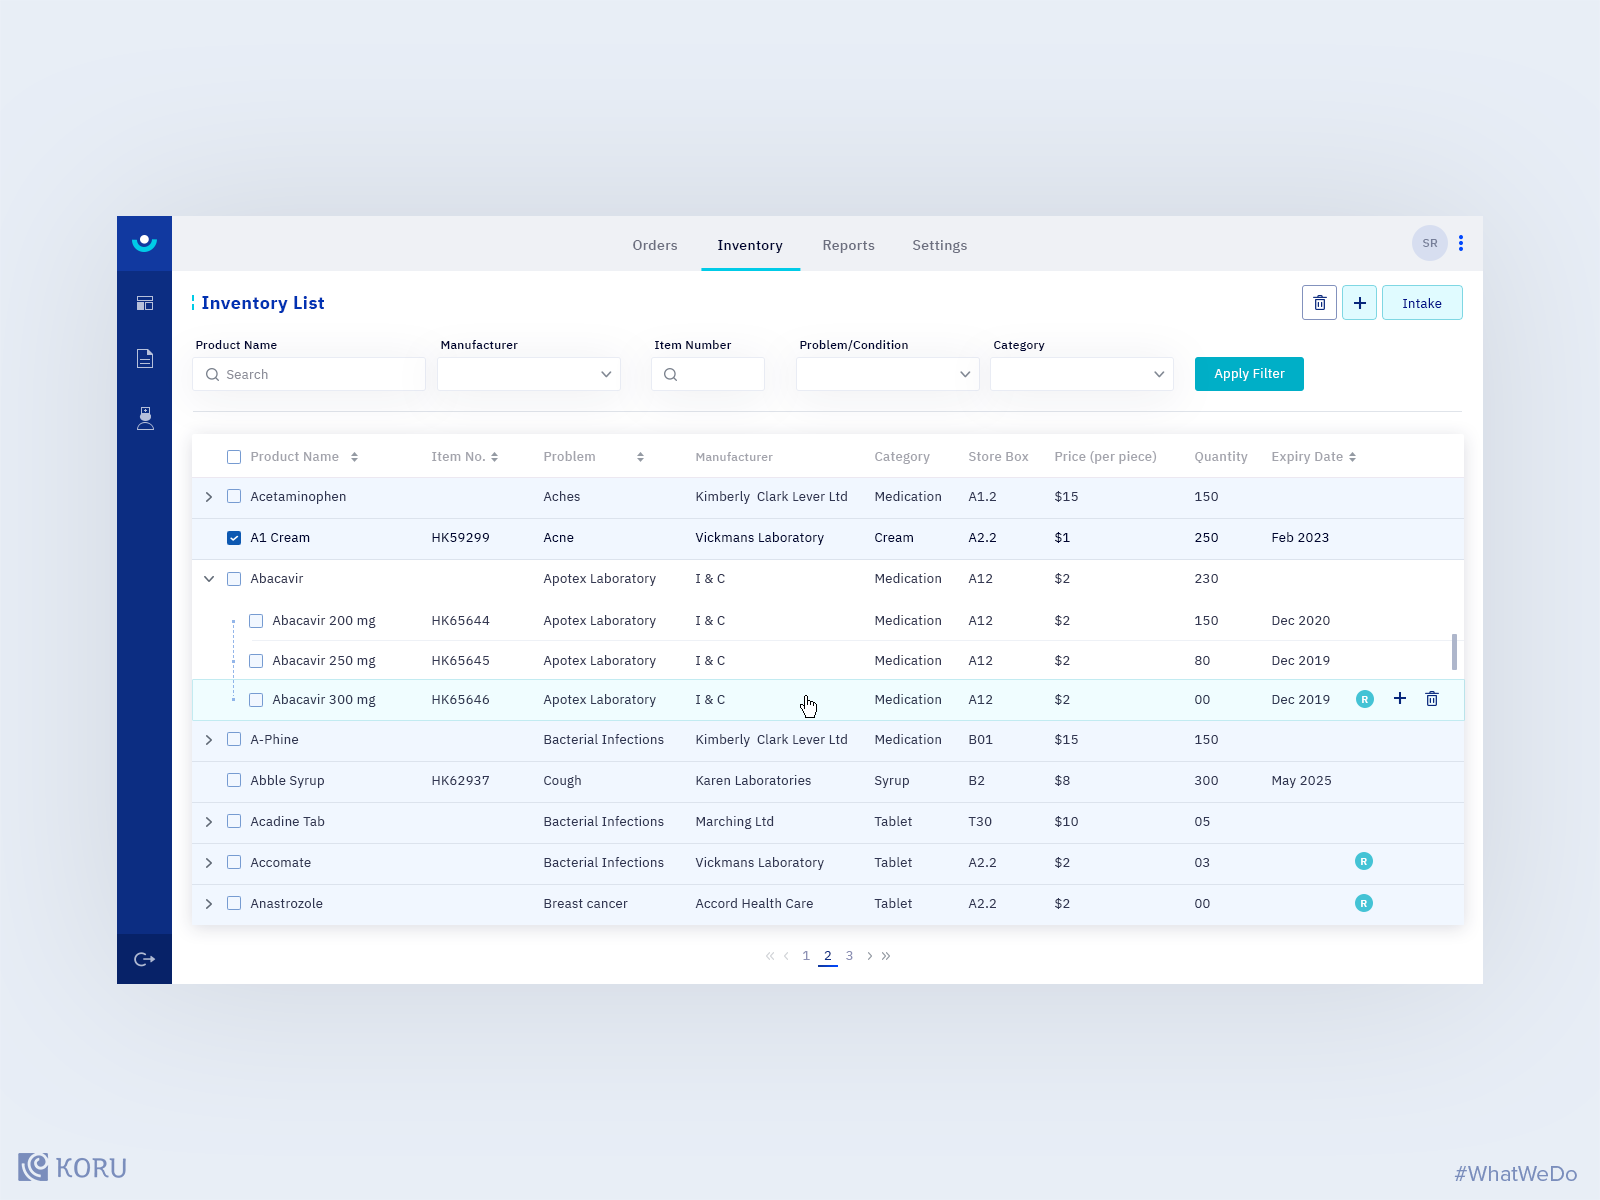 Orders Inventory Reports Settings SR
Inventory List Intake
Product Name Manufacturer Item Number Problem/Condition Category
Search Apply Filter
Product Name Item No. Problem Manufacturer Category Store Box Price (per piece) Quantity Expiry Date
Acetaminophen Aches Kimberly Clark Lever Ltd Medication A1.2 $15 150
A1 Cream HK59299 Acne Vickmans Laboratory Cream A2.2 $1 250 Feb 2023
Abacavir Apotex Laboratory I & C Medication A12 $2 230
Abacavir 200 mg HK65644 Apotex Laboratory I & C Medication A12 $2 150 Dec 2020
Abacavir 250 mg HK65645 Apotex Laboratory I & C Medication A12 $2 80 Dec 2019
Abacavir 300 mg HK65646 Apotex Laboratory I & C Medication A12 $2 00 Dec 2019 R
A-Phine Bacterial Infections Kimberly Clark Lever Ltd Medication B01 $15 150
Abble Syrup HK62937 Cough Karen Laboratories Syrup B2 $8 300 May 2025
Acadine Tab Bacterial Infections Marching Ltd Tablet T30 $10 05
Accomate Bacterial Infections Vickmans Laboratory Tablet A2.2 $2 03 R
Anastrozole Breast cancer Accord Health Care Tablet A2.2 $2 00 R
1 2 3
KORU #WhatWeDo